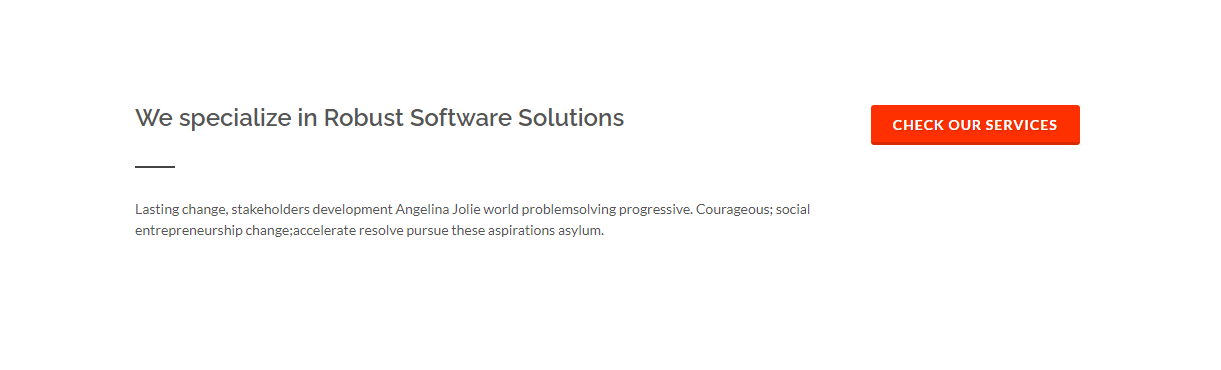 We specialize in Robust Software Solutions
CHECK OUR SERVICES
Lasting change, stakeholders development Angelina Jolie world problemsolving progressive. Courageous; social
entrepreneurship change;accelerate resolve pursue these aspirations asylum.